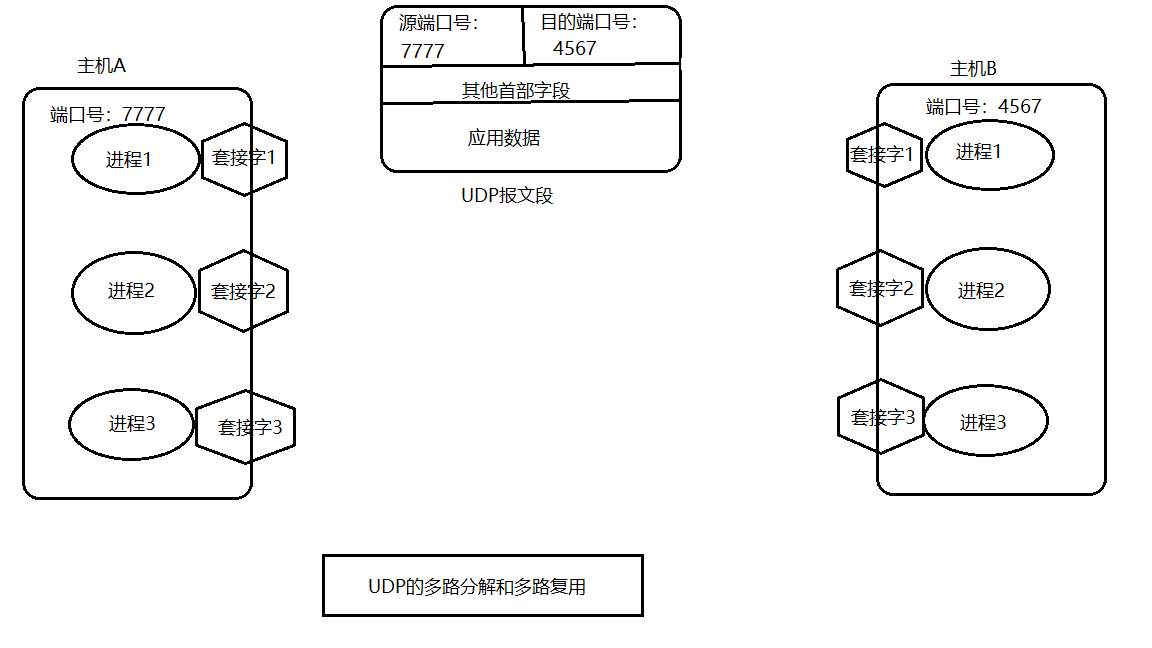 源端口号：
7777
目的端口号：
4567
其他首部字段
应用数据
UDP报文段
主机A
端口号：7777
进程1
套接字1
进程2
套接字2
进程3
套接字3
主机B
端口号：4567
套接字1
进程1
套接字2
进程2
套接字3
进程3
UDP的多路分解和多路复用